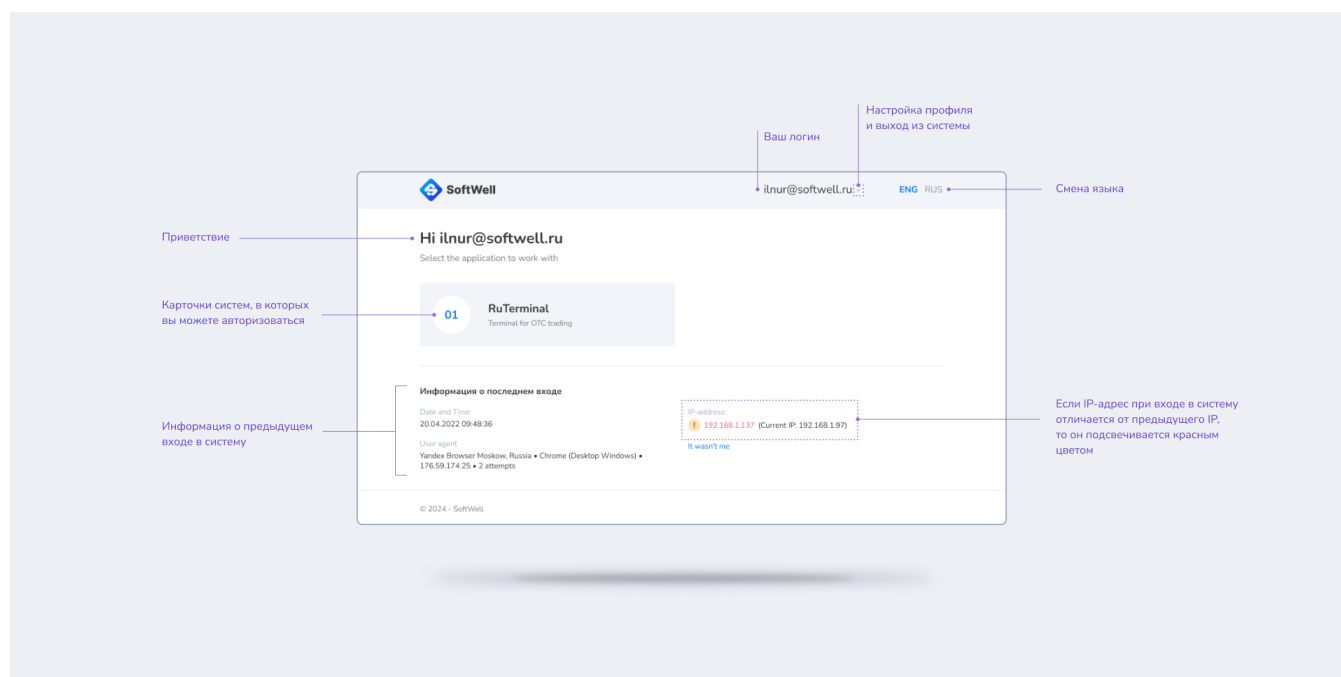 Настройка профиля
и выход из системы
Ваш логин
SoftWell
ilnur@softwell.ru
ENG RUS
Смена языка
Приветствие
Hi ilnur@softwell.ru
Select the application to work with
Карточки систем, в которых
вы можете авторизоваться
01
RuTerminal
Terminal for OTC trading
Информация о последнем входе
Date and Time:
20.04.2022 09:48:36
User agent
Yandex Browser Moskow, Russia • Chrome (Desktop Windows) •
176.59.174.25 • 2 attempts
IP-address:
! 192.168.1.137 (Current IP: 192.168.1.97)
It wasn't me
Информация о предыдущем
входе в систему
Если IP-адрес при входе в систему
отличается от предыдущего IP,
то он подсвечивается красным
цветом
© 2024 - SoftWell